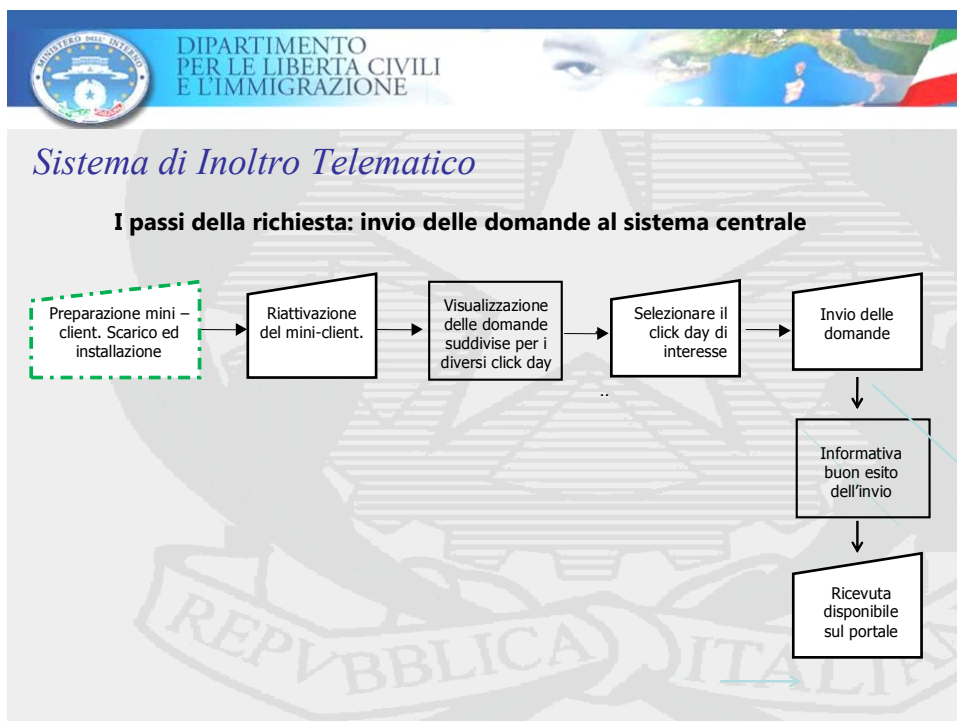 MINISTERO DELL' INTERNO
DIPARTIMENTO
PER LE LIBERTA CIVILI
E L'IMMIGRAZIONE
Sistema di Inoltro Telematico
I passi della richiesta: invio delle domande al sistema centrale
Preparazione mini –
client. Scarico ed
installazione
Riattivazione
del mini-client.
Visualizzazione
delle domande
suddivise per i
diversi click day
Selezionare il
click day di
interesse
Invio delle
domande
..
Informativa
buon esito
dell'invio
Ricevuta
disponibile
sul portale
REPVBBLICA ITALIA